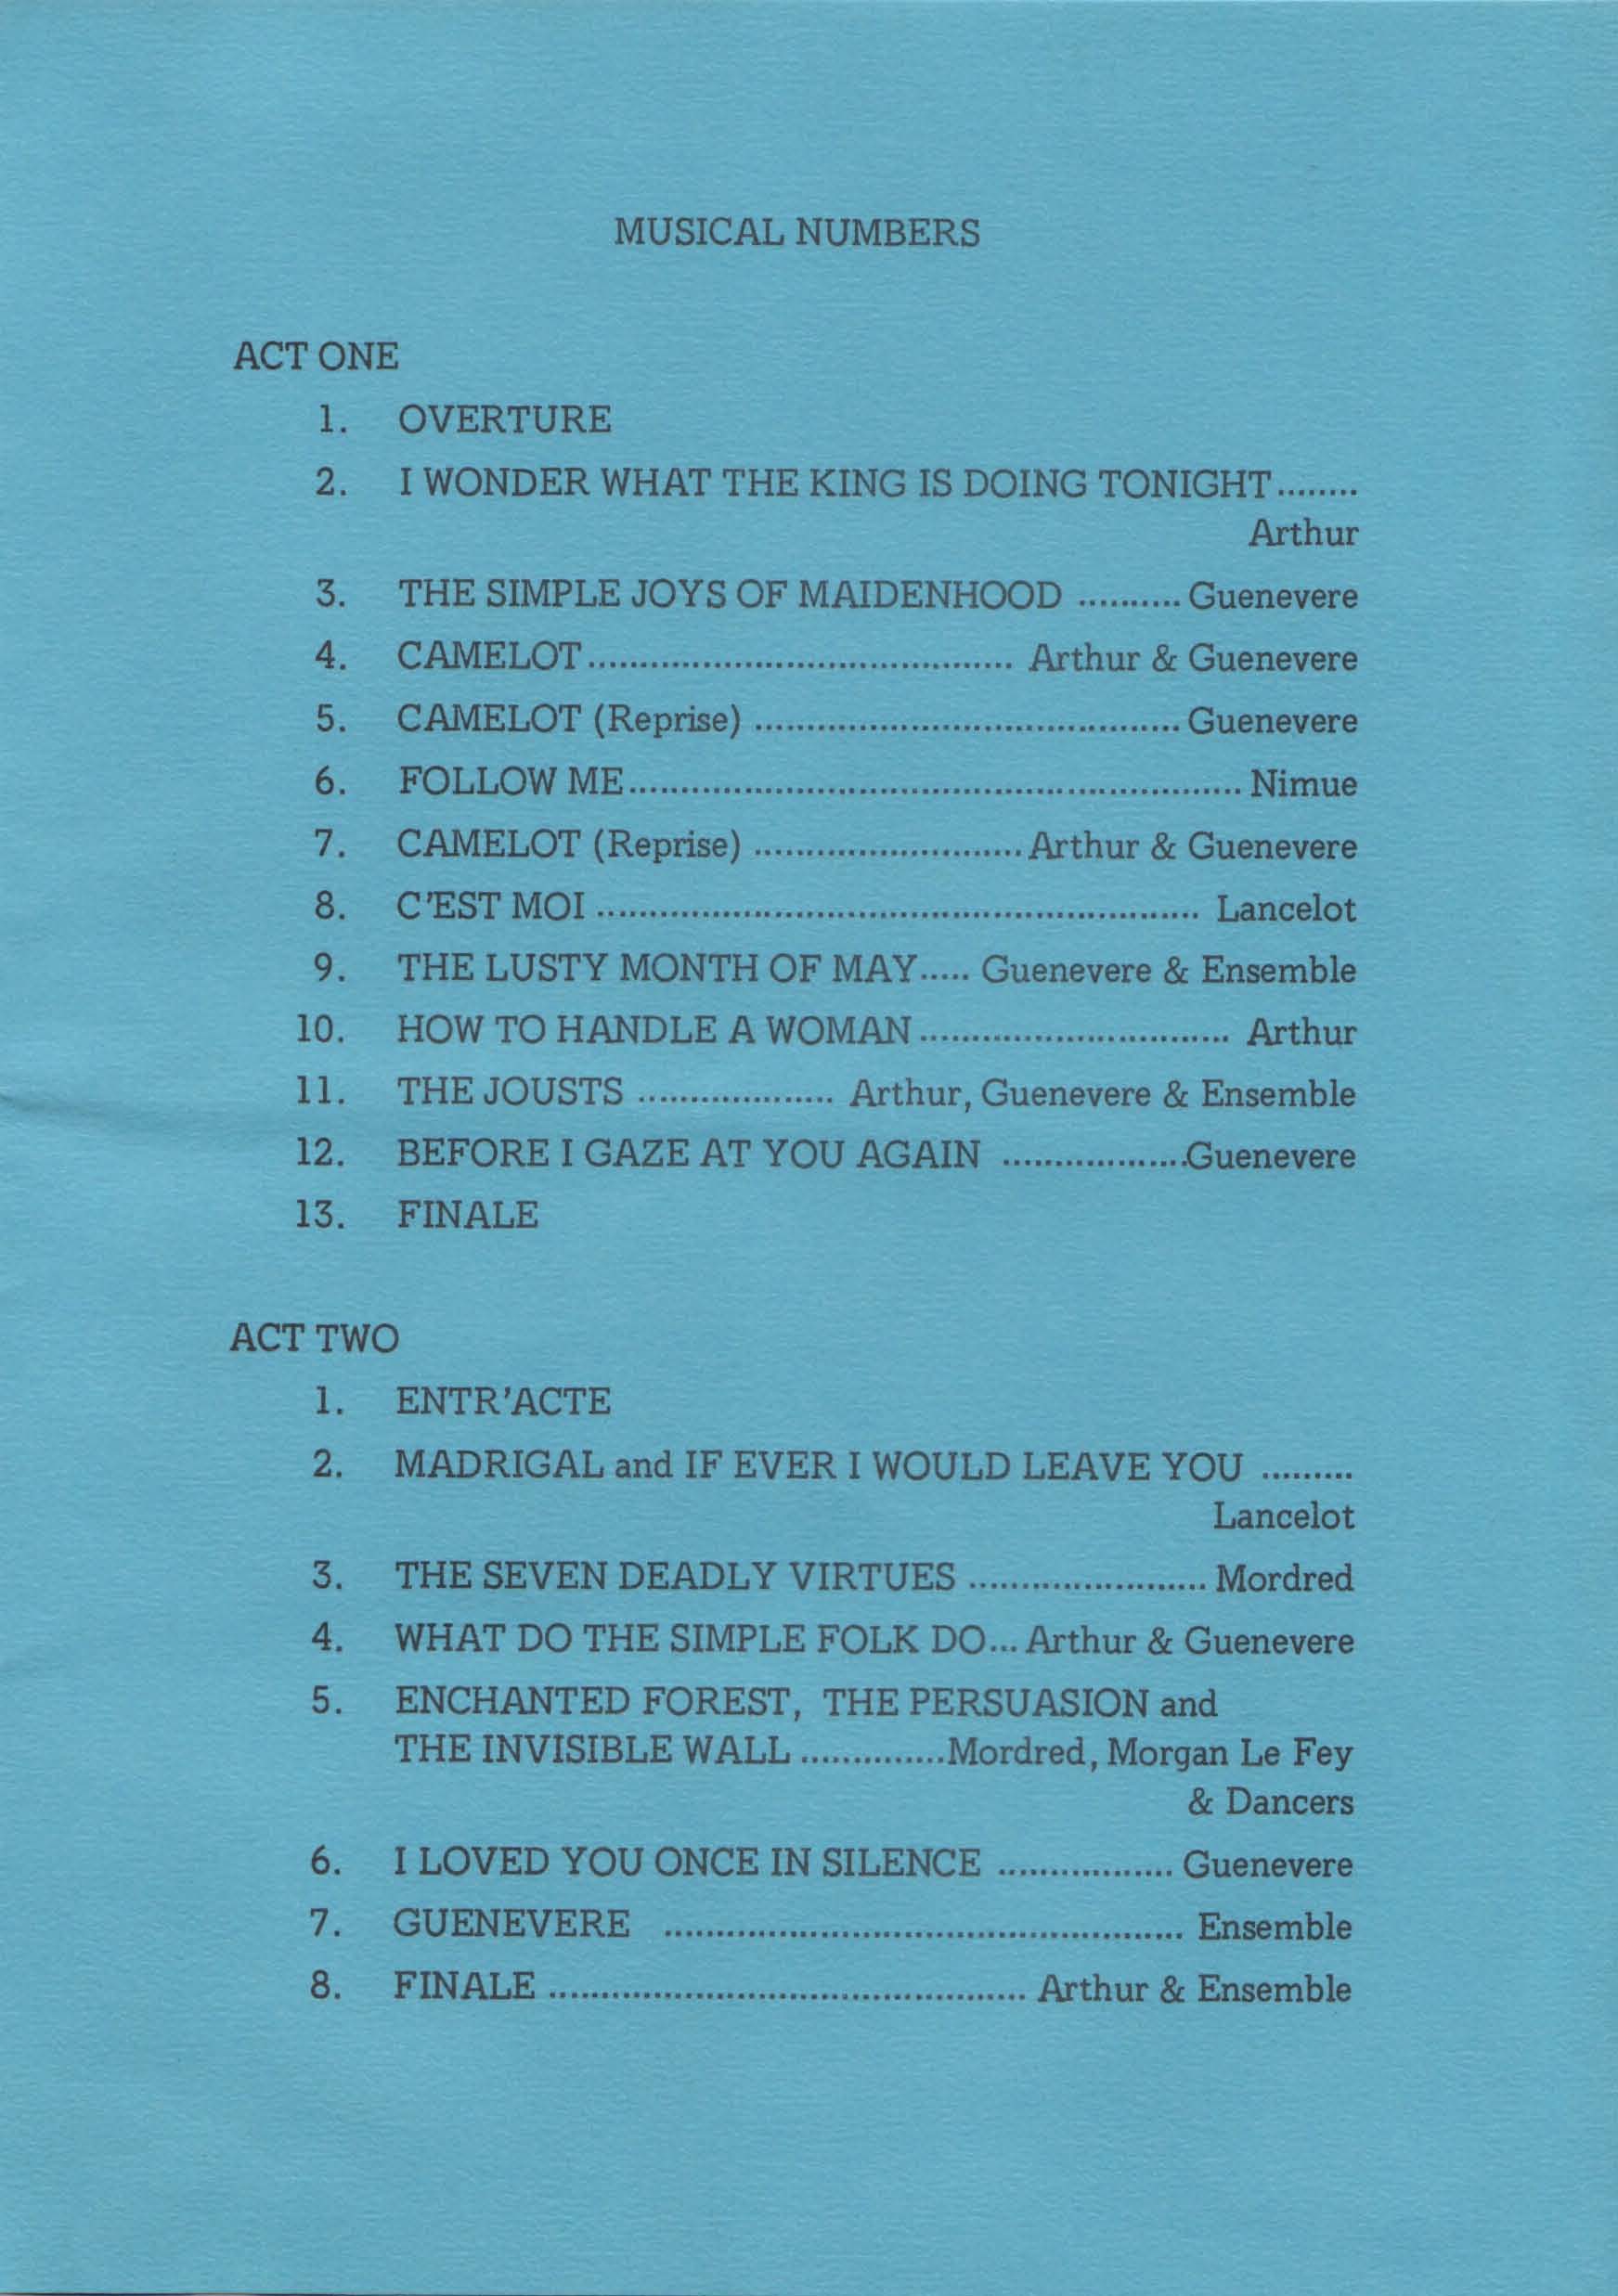 MUSICAL NUMBERS
ACT ONE
1. OVERTURE
2. I WONDER WHAT THE KING IS DOING TONIGHT........
Arthur
3. THE SIMPLE JOYS OF MAIDENHOOD .......... Guenevere
4. CAMELOT......................................... Arthur & Guenevere
5. CAMELOT (Reprise) ......................................... Guenevere
6. FOLLOW ME........................................................... Nimue
7. CAMELOT (Reprise) .......................... Arthur & Guenevere
8. C'EST MOI .......................................................... Lancelot
9. THE LUSTY MONTH OF MAY..... Guenevere & Ensemble
10. HOW TO HANDLE A WOMAN.............................. Arthur
11. THE JOUSTS ................... Arthur, Guenevere & Ensemble
12. BEFORE I GAZE AT YOU AGAIN ..................Guenevere
13. FINALE
ACT TWO
1. ENTR'ACTE
2. MADRIGAL and IF EVER I WOULD LEAVE YOU .........
Lancelot
3. THE SEVEN DEADLY VIRTUES ....................... Mordred
4. WHAT DO THE SIMPLE FOLK DO... Arthur & Guenevere
5. ENCHANTED FOREST, THE PERSUASION and
THE INVISIBLE WALL ..............Mordred, Morgan Le Fey
& Dancers
6. I LOVED YOU ONCE IN SILENCE ................. Guenevere
7. GUENEVERE .................................................. Ensemble
8. FINALE .............................................. Arthur & Ensemble